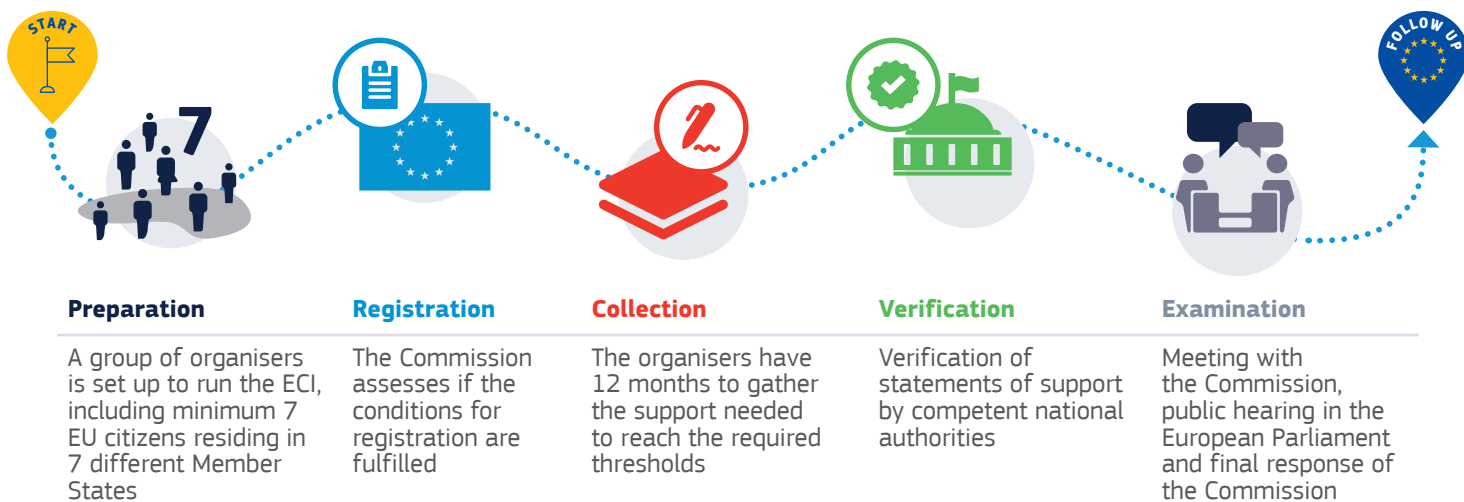 START
FOLLOW UP
7
Preparation
A group of organisers
is set up to run the ECI,
including minimum 7
EU citizens residing in
7 different Member
States
Registration
The Commission
assesses if the
conditions for
registration are
fulfilled
Collection
The organisers have
12 months to gather
the support needed
to reach the required
thresholds
Verification
Verification of
statements of support
by competent national
authorities
Examination
Meeting with
the Commission,
public hearing in the
European Parliament
and final response of
the Commission